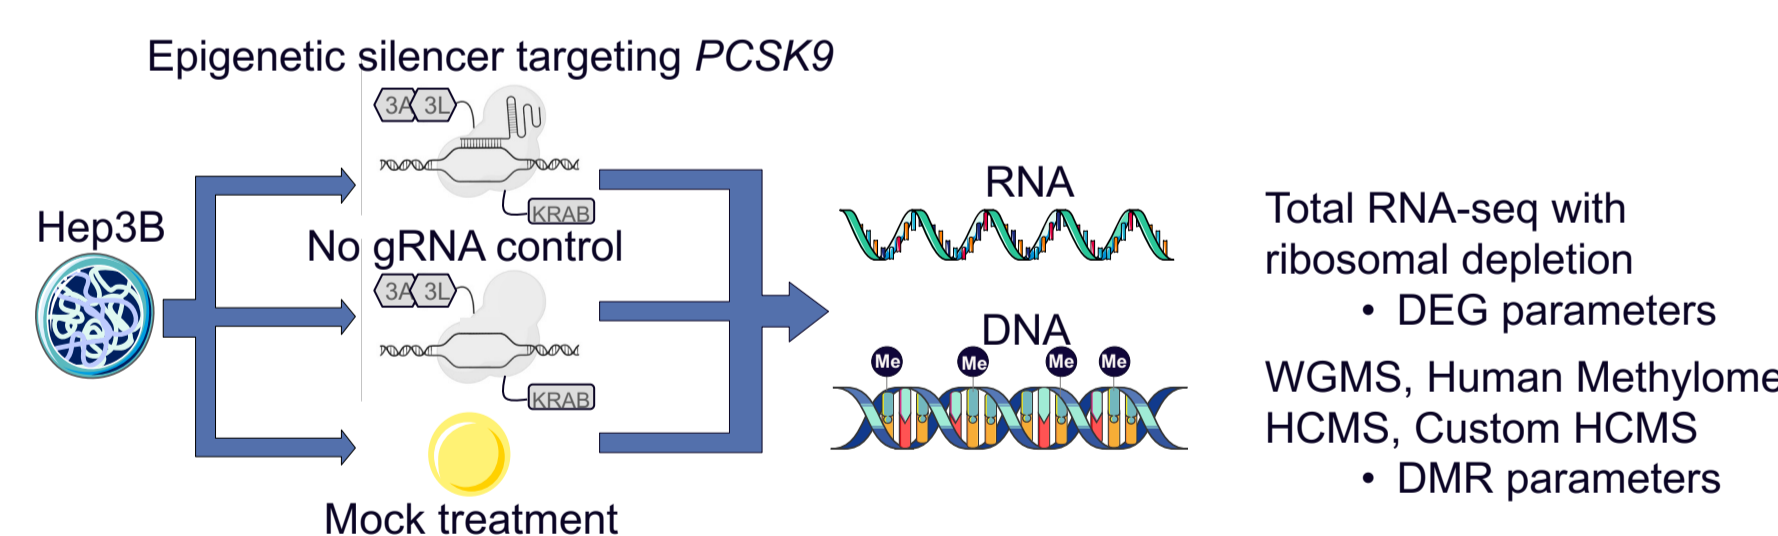 Epigenetic silencer targeting PCSK9
3A 3L
KRAB
Hep3B
No gRNA control
3A 3L
KRAB
Mock treatment
RNA
DNA
Me Me Me Me
Total RNA-seq with
ribosomal depletion
• DEG parameters
WGMS, Human Methylome
HCMS, Custom HCMS
• DMR parameters